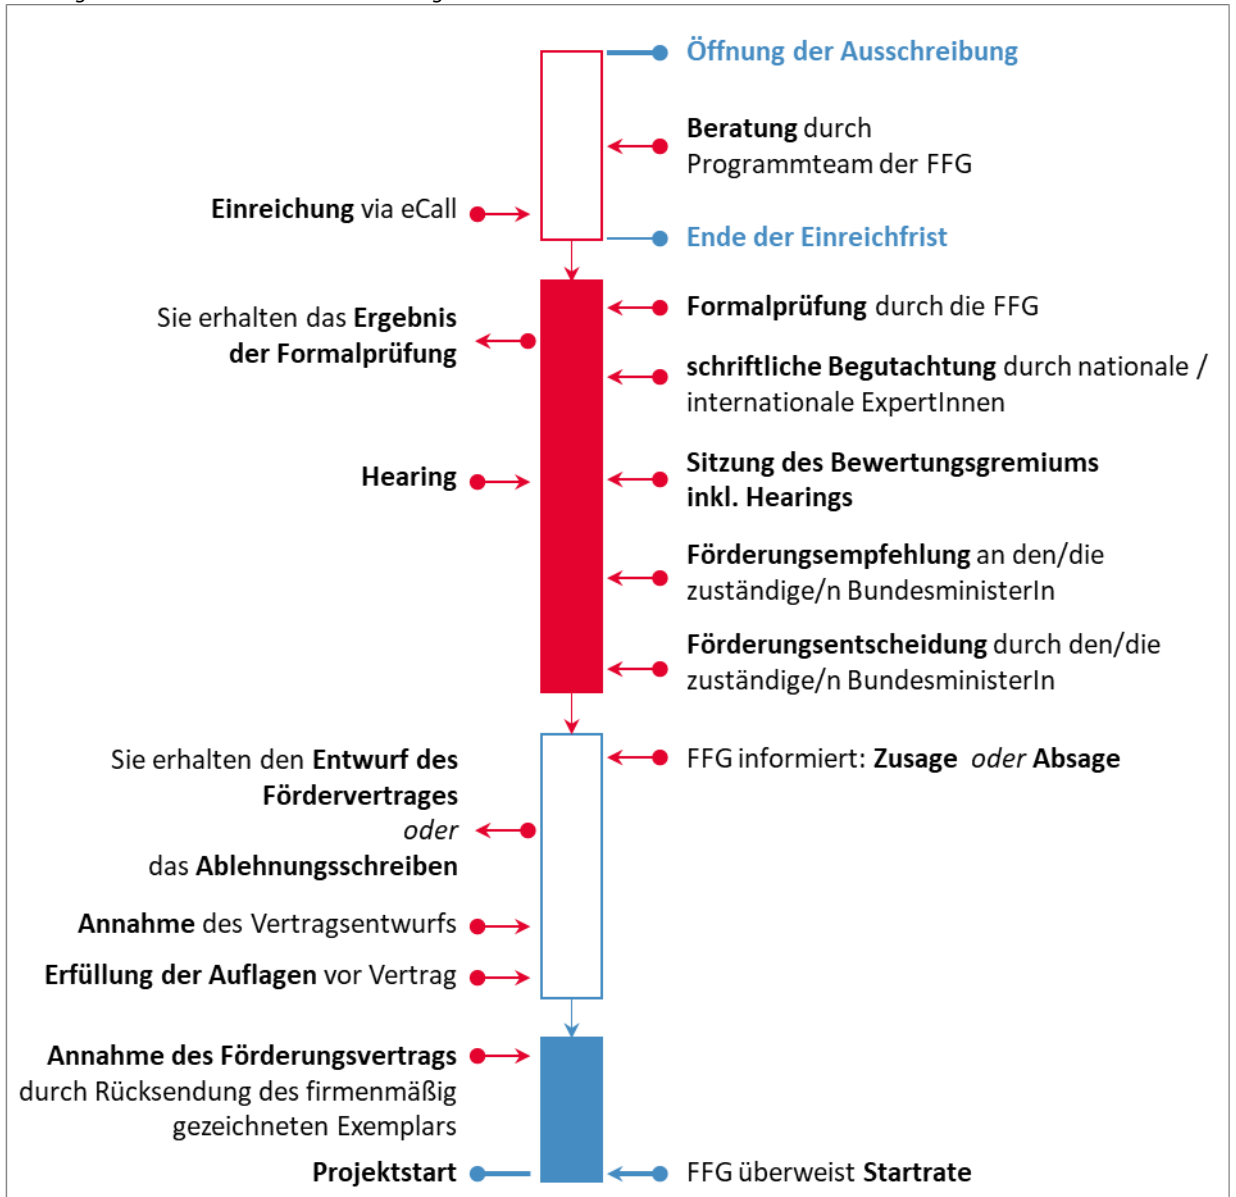 Öffnung der Ausschreibung
Beratung durch
Programmteam der FFG
Einreichung via eCall
Ende der Einreichfrist
Formalprüfung durch die FFG
Sie erhalten das Ergebnis
der Formalprüfung
schriftliche Begutachtung durch nationale /
internationale ExpertInnen
Hearing
Sitzung des Bewertungsgremiums
inkl. Hearings
Förderungsempfehlung an den/die
zuständige/n BundesministerIn
Förderungsentscheidung durch den/die
zuständige/n BundesministerIn
FFG informiert: Zusage oder Absage
Sie erhalten den Entwurf des
Fördervertrages
oder
das Ablehnungsschreiben
Annahme des Vertragsentwurfs
Erfüllung der Auflagen vor Vertrag
Annahme des Förderungsvertrags
durch Rücksendung des firmenmäßig
gezeichneten Exemplars
Projektstart
FFG überweist Startrate